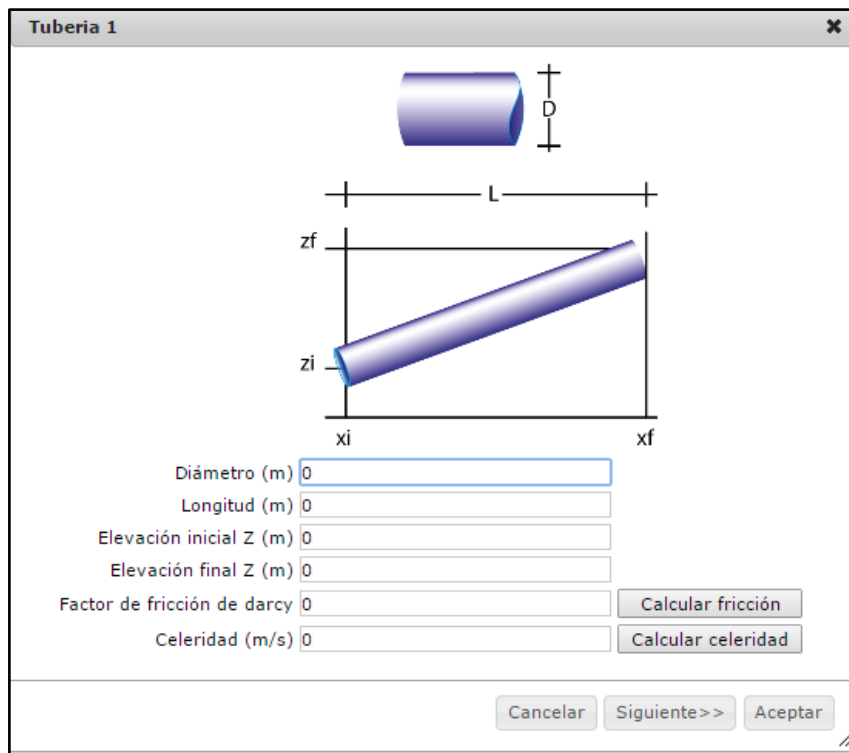 Tuberia 1
D
L
zf
zi
xi xf
Diámetro (m) 0
Longitud (m) 0
Elevación inicial Z (m) 0
Elevación final Z (m) 0
Factor de fricción de darcy 0 Calcular fricción
Celeridad (m/s) 0 Calcular celeridad
Cancelar Siguiente>> Aceptar